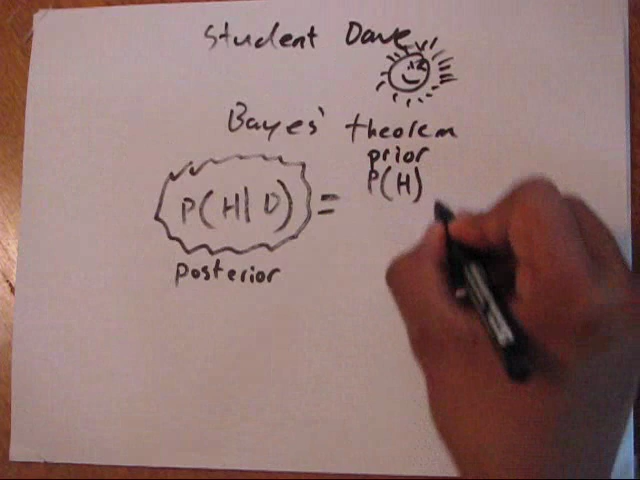 Student Dave
Bayes' theorem
prior
P(H|D) = P(H)
posterior